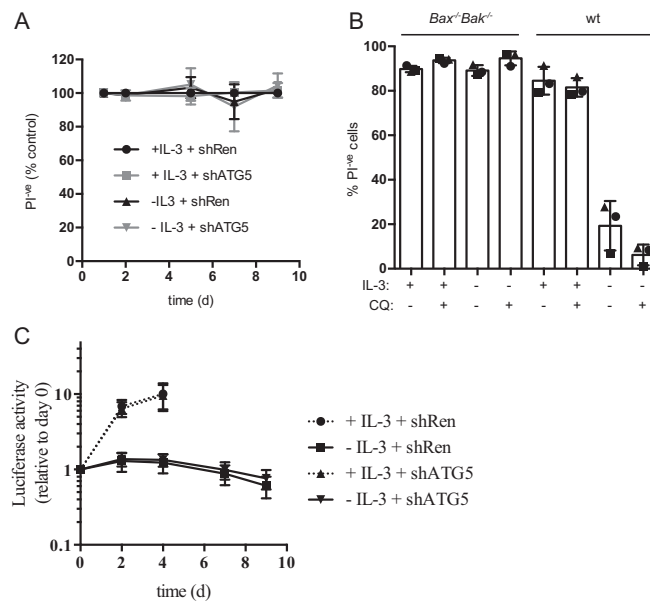 A
PI-ve (% control)
120
100
80
60
40
20
0
+IL-3 + shRen
+ IL-3 + shATG5
-IL3 + shRen
- IL-3 + shATG5
0 2 4 6 8 10
time (d)
B
Bax-/-Bak-/- wt
% PI-ve cells
100
80
60
40
20
0
IL-3: + + - - + + - -
CQ: - + - + - + - +
C
Luciferase activity
(relative to day 0)
10
1
0.1
0 2 4 6 8 10
time (d)
+ IL-3 + shRen
- IL-3 + shRen
+ IL-3 + shATG5
- IL-3 + shATG5